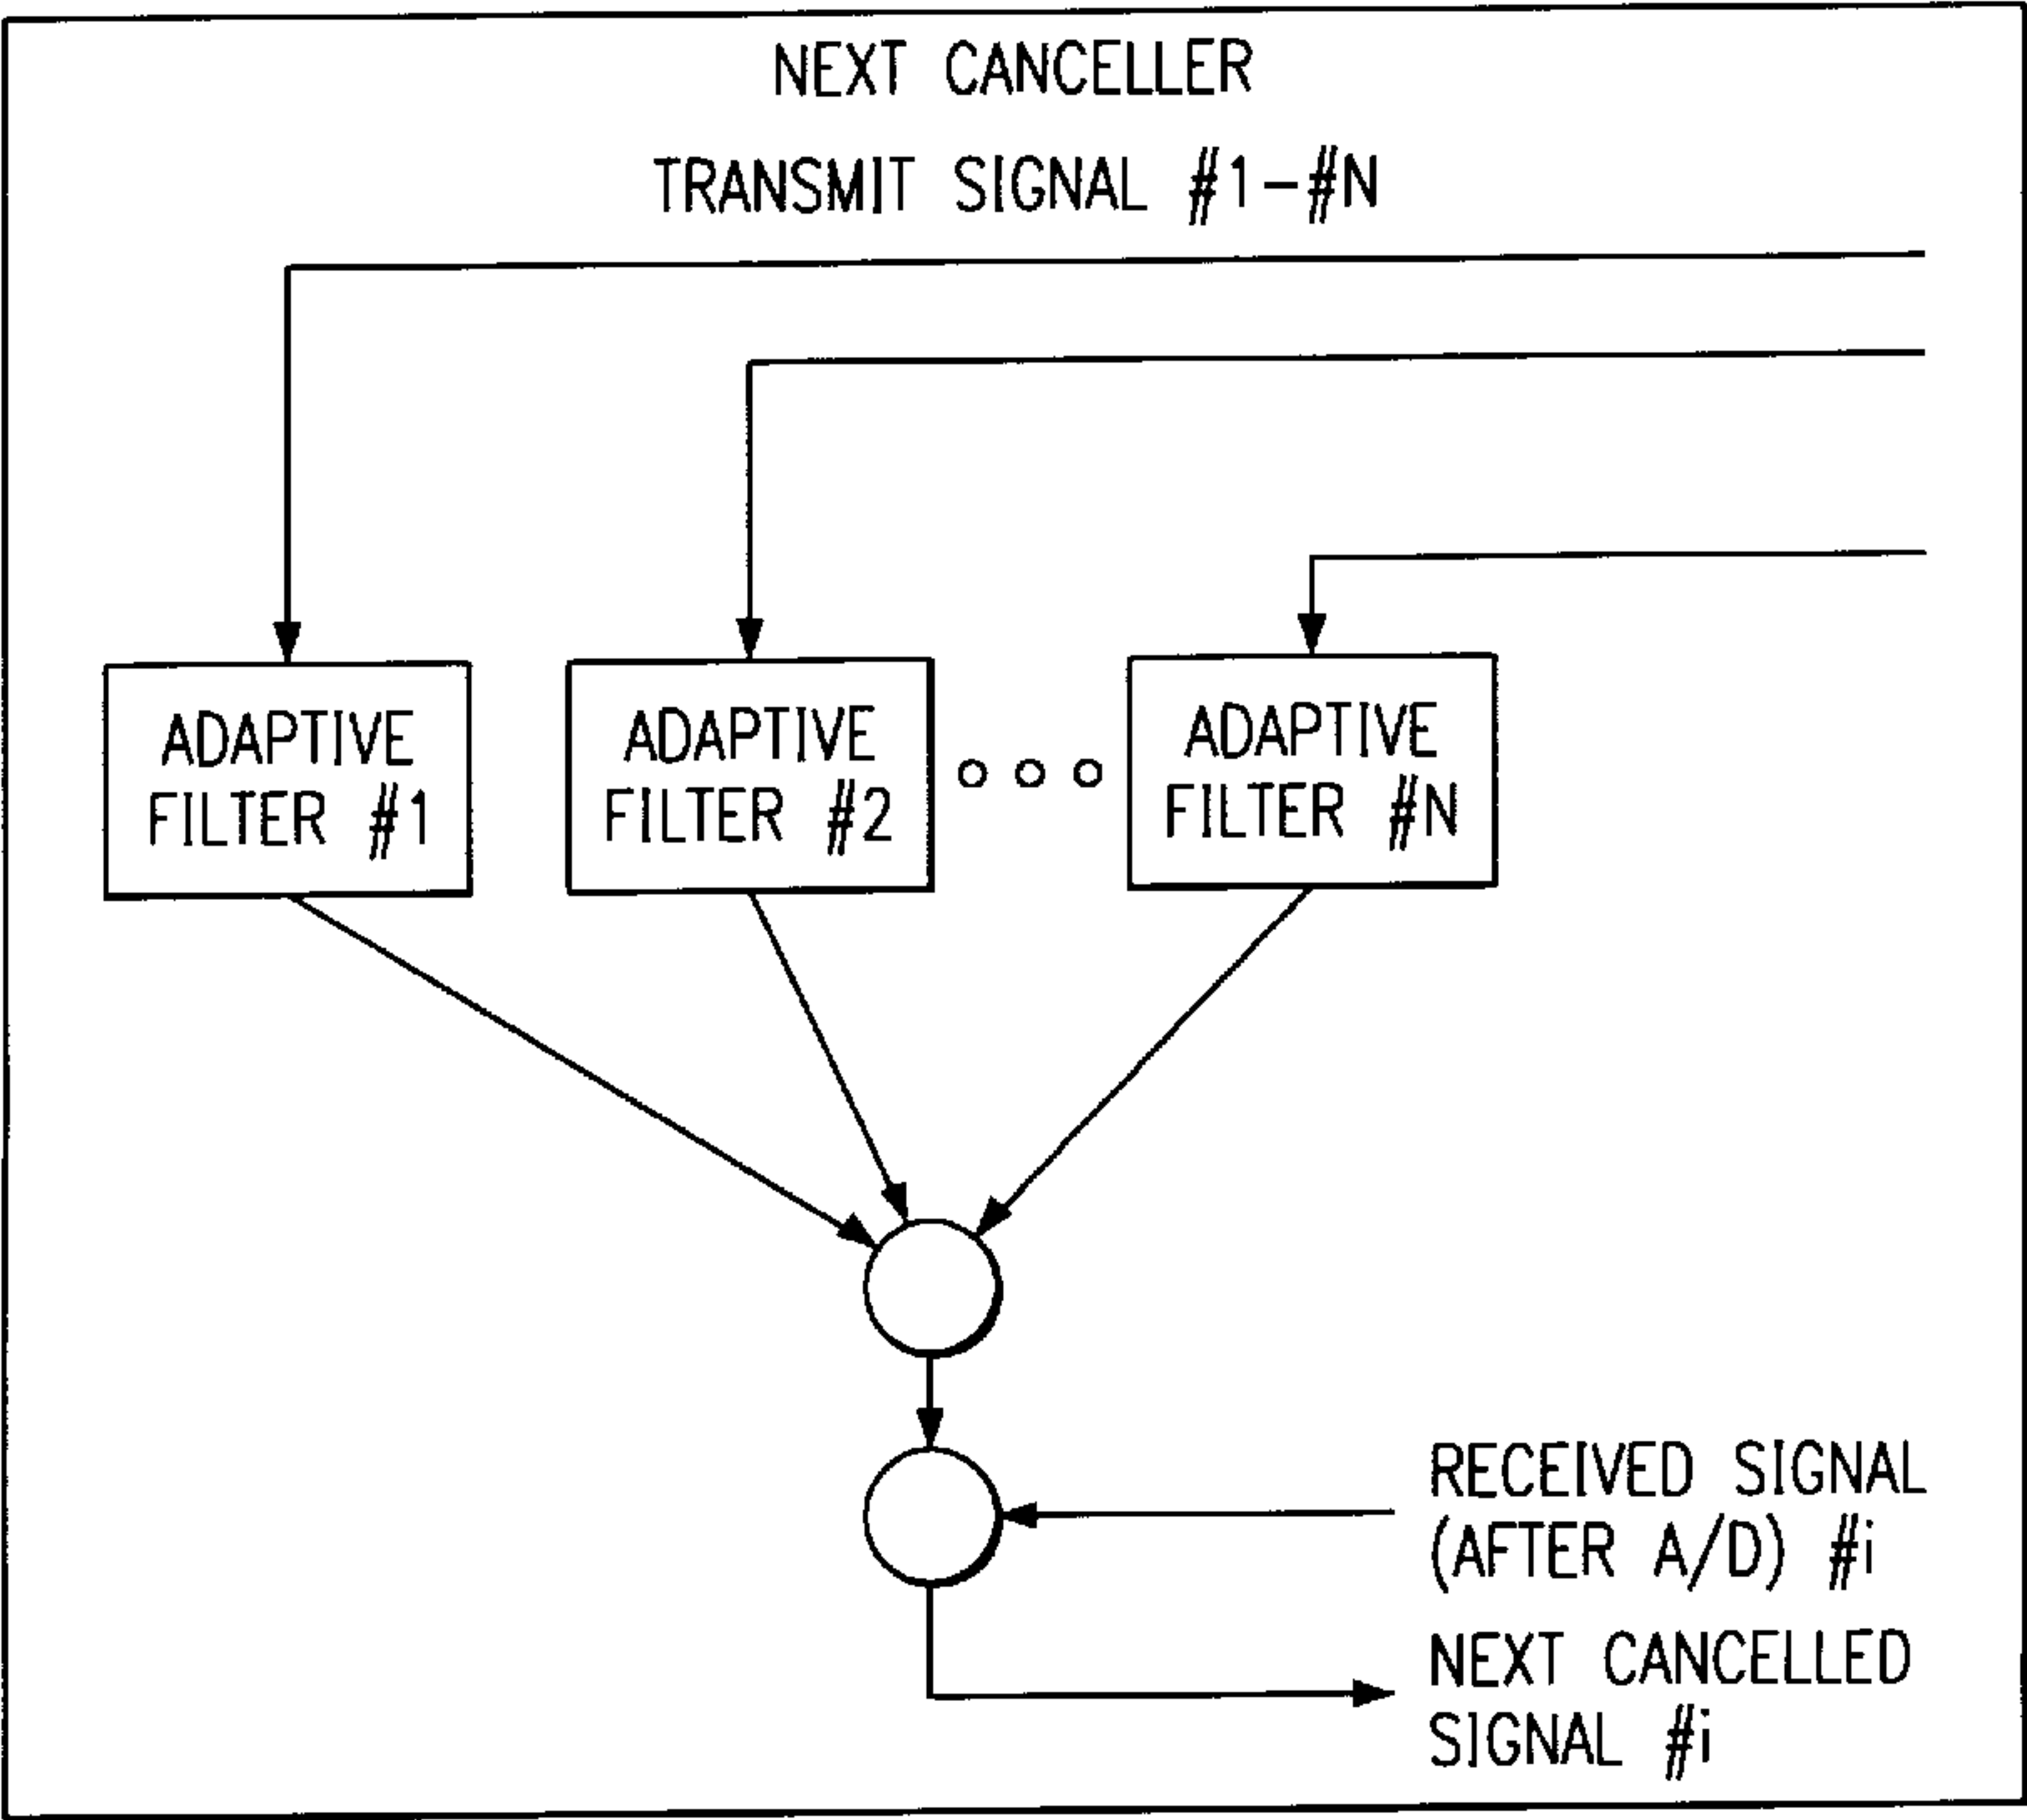 NEXT CANCELLER
TRANSMIT SIGNAL #1-#N
ADAPTIVE
FILTER #1
ADAPTIVE
FILTER #2
ADAPTIVE
FILTER #N
RECEIVED SIGNAL
(AFTER A/D) #i
NEXT CANCELLED
SIGNAL #i